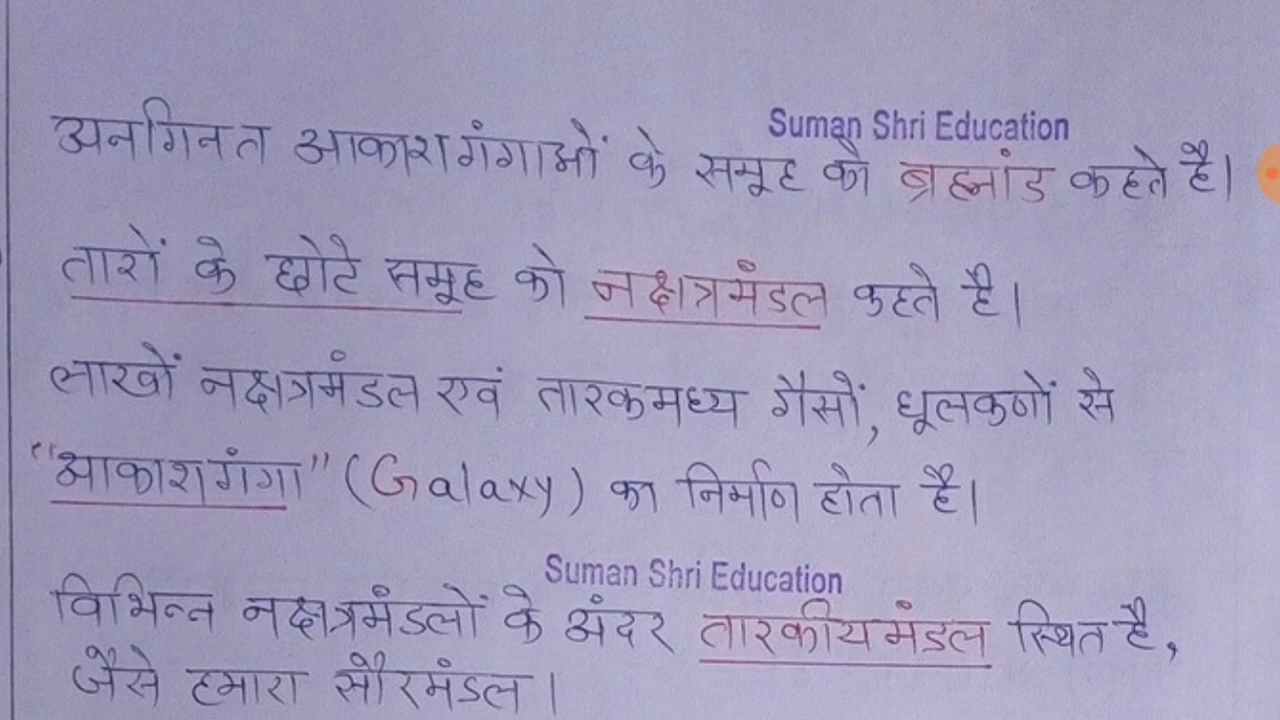 Suman Shri Education
अनगिनत आकाशगंगाओं के समूह को ब्रह्मांड कहते है।
तारों के छोटे समूह को नक्षत्रमंडल कहते है।
लाखों नक्षत्रमंडल एवं तारकमध्य गैसों, धूलकणों से
"आकाशगंगा" (Galaxy) का निर्माण होता है।
Suman Shri Education
विभिन्न नक्षत्रमंडलों के अंदर तारकीयमंडल स्थित है,
जैसे हमारा सौरमंडल।